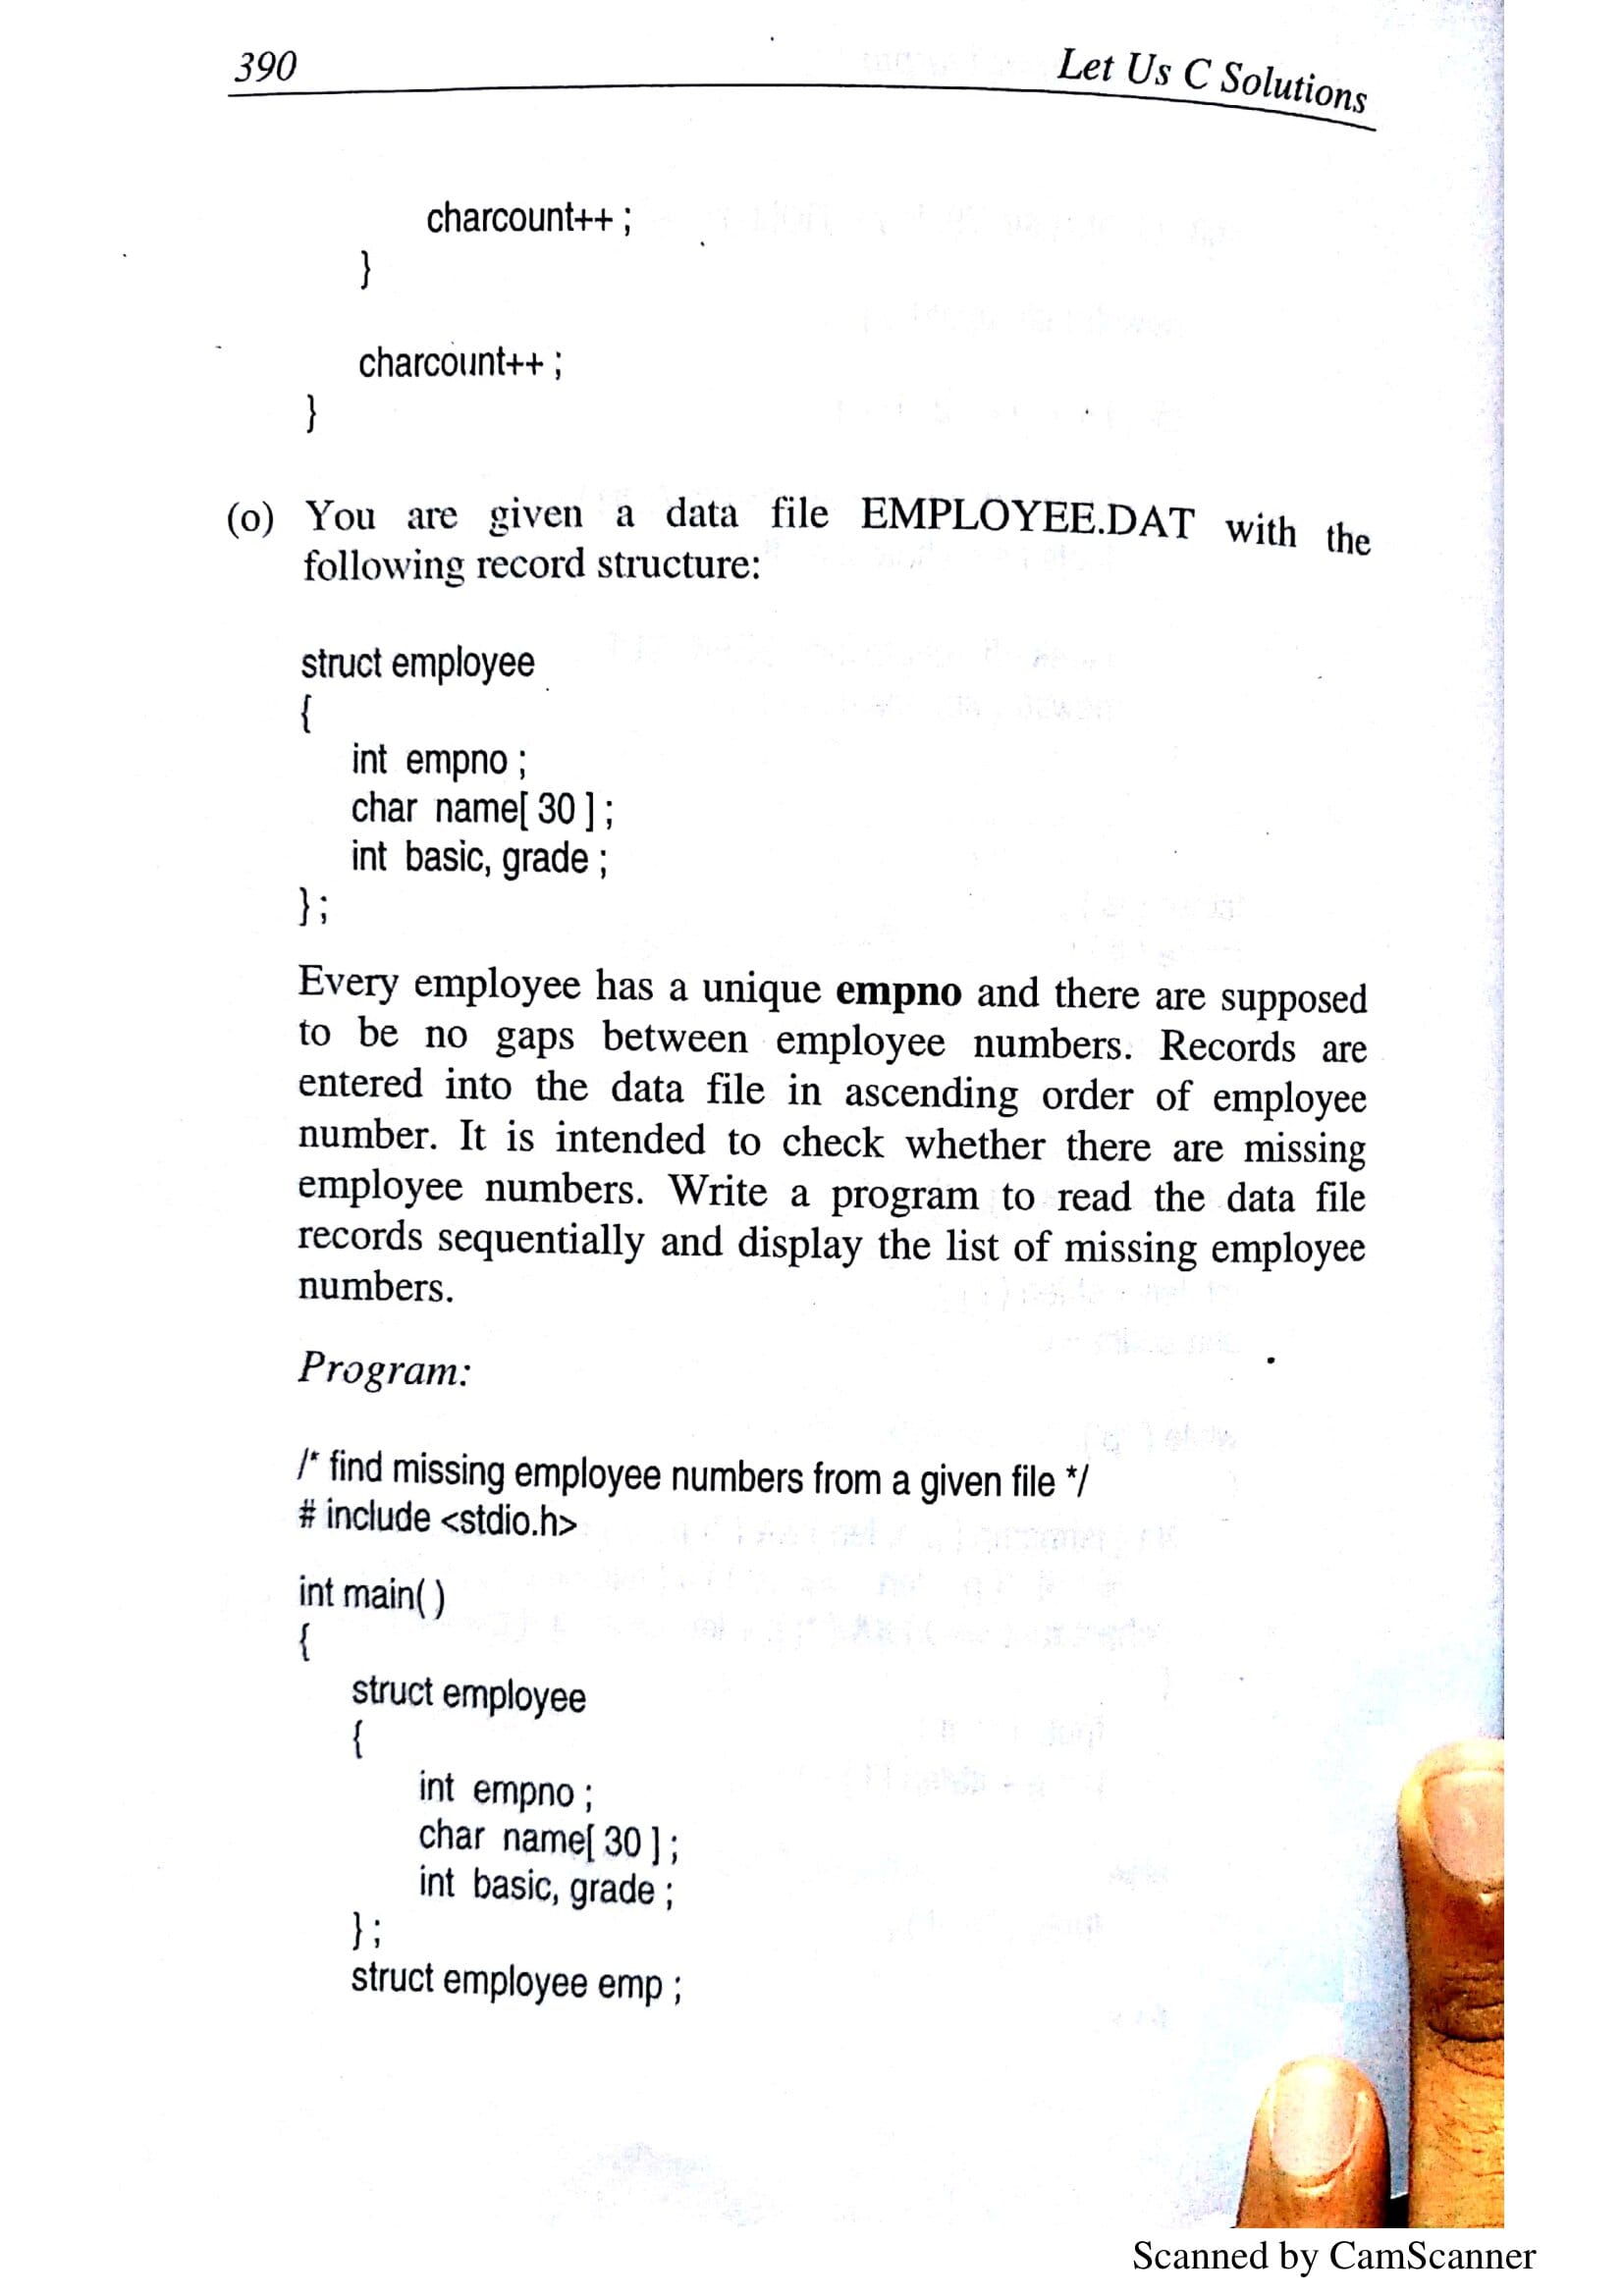 390
Let Us C Solutions
charcount++ ;
}
charcount++ ;
}
(o) You are given a data file EMPLOYEE.DAT with the
following record structure:
struct employee
{
int empno ;
char name[ 30 ] ;
int basic, grade ;
} ;
Every employee has a unique empno and there are supposed
to be no gaps between employee numbers. Records are
entered into the data file in ascending order of employee
number. It is intended to check whether there are missing
employee numbers. Write a program to read the data file
records sequentially and display the list of missing employee
numbers.
Program:
/* find missing employee numbers from a given file */
# include <stdio.h>
int main( )
{
struct employee
{
int empno ;
char name[ 30 ] ;
int basic, grade ;
} ;
struct employee emp ;
Scanned by CamScanner